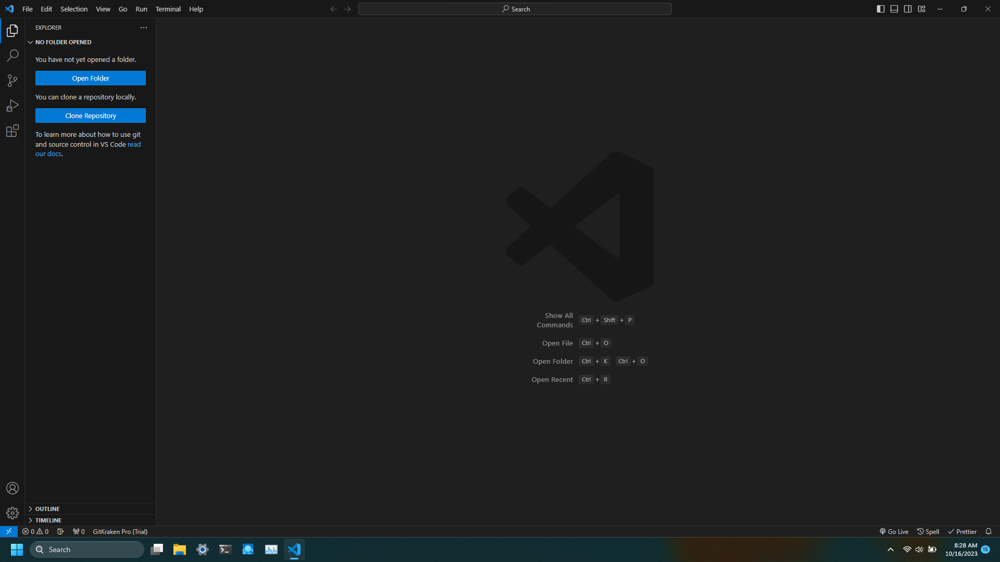 File Edit Selection View Go Run Terminal Help
Search
EXPLORER
NO FOLDER OPENED
You have not yet opened a folder.
Open Folder
You can clone a repository locally.
Clone Repository
To learn more about how to use git
and source control in VS Code read
our docs.
Show All
Commands
Ctrl + Shift + P
Open File Ctrl + O
Open Folder Ctrl + K Ctrl + O
Open Recent Ctrl + R
OUTLINE
TIMELINE
0 0 0 GitKraken Pro (Trial) Go Live Spell Prettier
Search
8:28 AM
10/16/2023
15